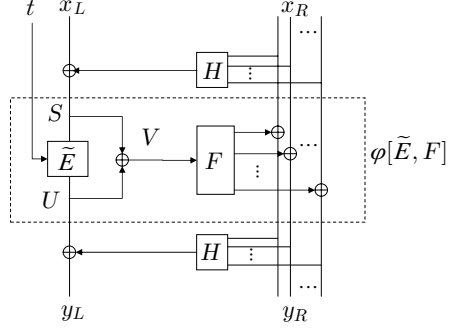 t x_L x_R
...
H
...
S
V
φ[Ẽ, F]
Ẽ F ...
...
U
H
...
...
y_L y_R